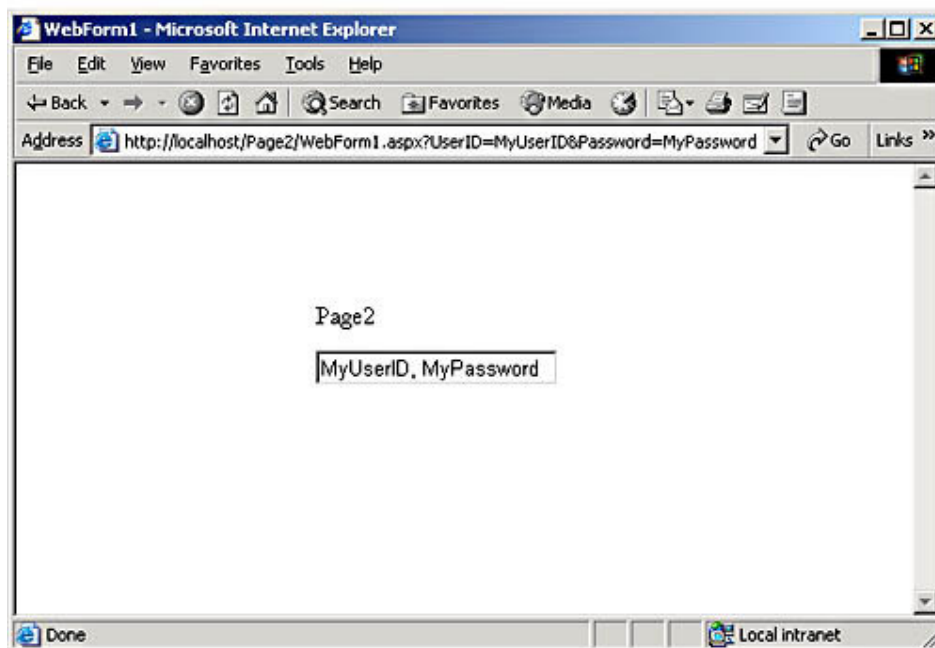 WebForm1 - Microsoft Internet Explorer
File Edit View Favorites Tools Help
Back Search Favorites Media
Address http://localhost/Page2/WebForm1.aspx?UserID=MyUserID&Password=MyPassword Go Links »
Page2
MyUserID, MyPassword
Done Local intranet